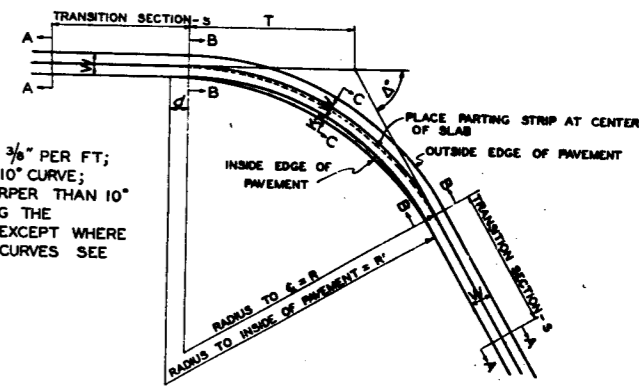 TRANSITION SECTION-S
T
A
B
W
A
B
d
Δ°
C
W
K
C
PLACE PARTING STRIP AT CENTER
OF SLAB
OUTSIDE EDGE OF PAVEMENT
INSIDE EDGE OF
PAVEMENT
3/8" PER FT;
10° CURVE;
RPER THAN 10°
G THE
EXCEPT WHERE
CURVES SEE
B
B
TRANSITION SECTION-S
W
A
A
RADIUS TO ℄ = R
RADIUS TO INSIDE OF PAVEMENT = R'